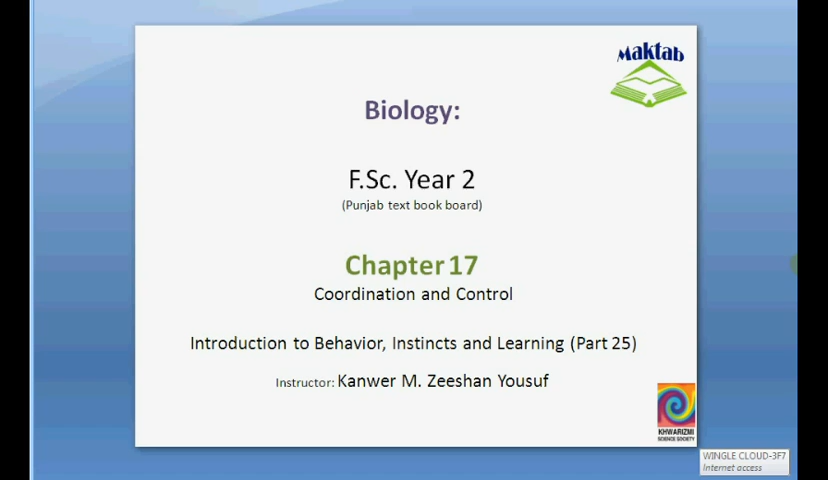 Maktab
Biology:
F.Sc. Year 2
(Punjab text book board)
Chapter 17
Coordination and Control
Introduction to Behavior, Instincts and Learning (Part 25)
Instructor: Kanwer M. Zeeshan Yousuf
KHWARIZMI
SCIENCE SOCIETY
WINGLE CLOUD-3F7
Internet access